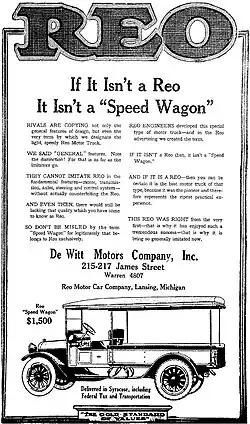 REO
If It Isn't a Reo
It Isn't a "Speed Wagon"
RIVALS ARE COPYING not only the
general features of design, but even the
very term by which we designate the
light, speedy Reo Motor Truck.
WE SAID "GENERAL" features. Note
the distinction! For that is as far as the
imitators go.
THEY CANNOT IMITATE REO in the
fundamental features—motor, transmis-
sion, axles, steering and control system—
without actually counterfeiting the Reo.
AND EVEN THEN, there would still be
lacking that quality which you have come
to know as Reo.
SO DON'T BE MISLED by the term
"Speed Wagon" for legitimately that be-
longs to Reo exclusively.
REO ENGINEERS developed this special
type of motor truck—and in the Reo
advertising we created the term.
IF IT ISN'T a Reo then, it isn't a "Speed
Wagon."
AND IF IT IS A REO—then you can be
certain it is the best motor truck of that
type, because it was the pioneer and there-
fore represents the ripest practical experi-
ence.
THIS REO WAS RIGHT from the very
first—that is why it has enjoyed such a
tremendous success—that is why it is
being so generally imitated now.
De Witt Motors Company, Inc.
215-217 James Street
Warren 4807
Reo Motor Car Company, Lansing, Michigan
Reo
"Speed Wagon"
$1,500
Delivered in Syracuse, including
Federal Tax and Transportation
"THE GOLD STANDARD
OF VALUES"